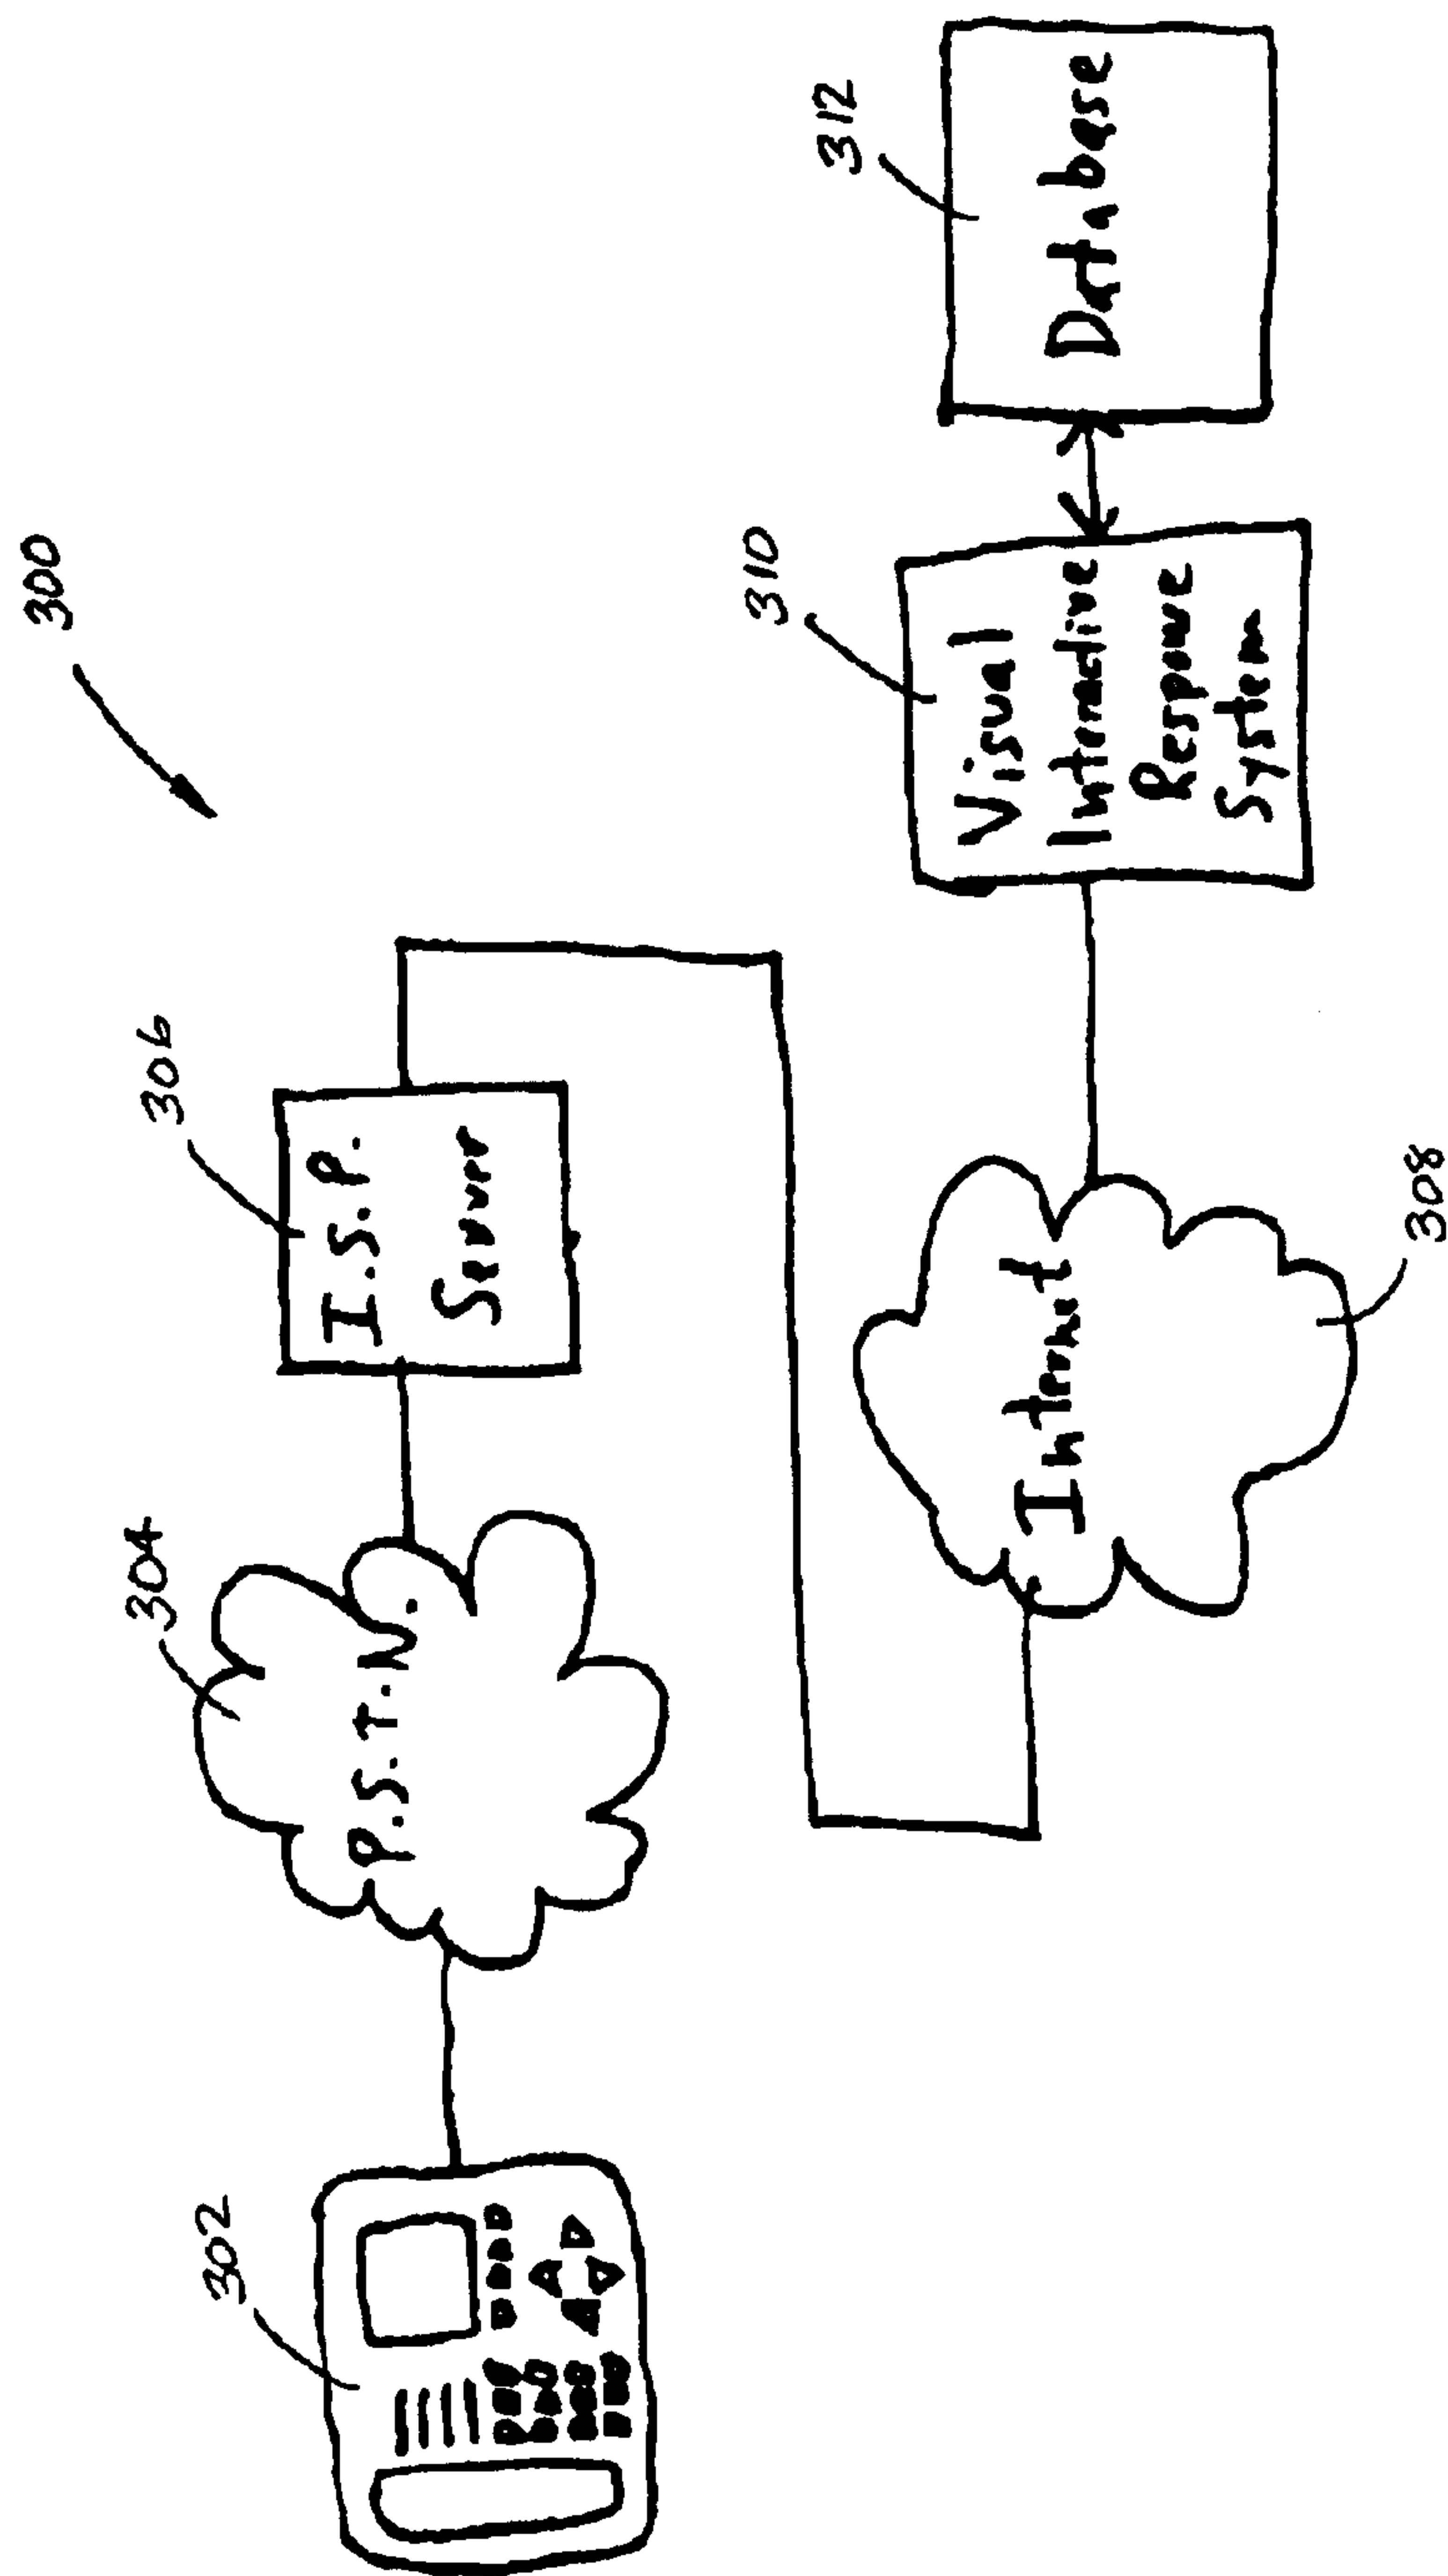 300
302
304
P.S.T.N.
306
I.S.P.
Server
308
Internet
310
Visual
Interactive
Response
System
312
Database